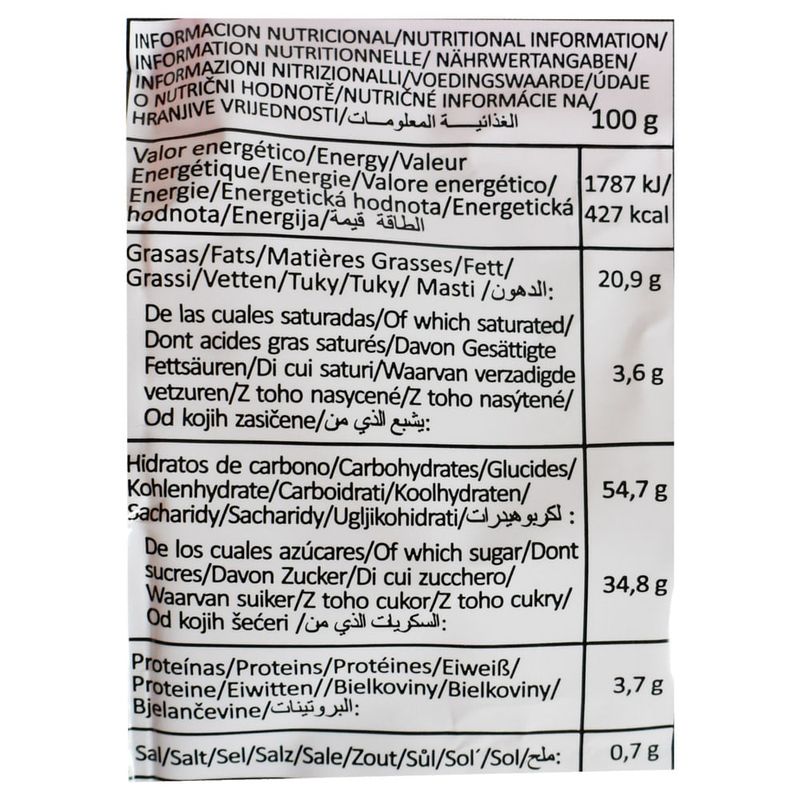 INFORMACION NUTRICIONAL/NUTRITIONAL INFORMATION/
INFORMATION NUTRITIONNELLE/ NÄHRWERTANGABEN/
INFORMAZIONI NITRIZIONALLI/VOEDINGSWAARDE/ÚDAJE
O NUTRIČNÍ HODNOTĚ/NUTRIČNÉ INFORMÁCIE NA/
HRANJIVE VRIJEDNOSTI/الغذائيـــة المعلومـــات
100 g
Valor energético/Energy/Valeur
Energétique/Energie/Valore energético/
Energie/Energetická hodnota/Energetická
hodnota/Energija/الطاقة قيمة
1787 kJ/
427 kcal
Grasas/Fats/Matières Grasses/Fett/
Grassi/Vetten/Tuky/Tuky/ Masti /الدهون:
20,9 g
De las cuales saturadas/Of which saturated/
Dont acides gras saturés/Davon Gesättigte
Fettsäuren/Di cui saturi/Waarvan verzadigde
vetzuren/Z toho nasycené/Z toho nasýtené/
Od kojih zasičene/يشبع الذي من:
3,6 g
Hidratos de carbono/Carbohydrates/Glucides/
Kohlenhydrate/Carboidrati/Koolhydraten/
Sacharidy/Sacharidy/Ugljikohidrati/لكربوهيدرات :
54,7 g
De los cuales azúcares/Of which sugar/Dont
sucres/Davon Zucker/Di cui zucchero/
Waarvan suiker/Z toho cukor/Z toho cukry/
Od kojih šećeri /السكريات الذي من:
34,8 g
Proteínas/Proteins/Protéines/Eiweiß/
Proteine/Eiwitten//Bielkoviny/Bielkoviny/
Bjelančevine/البروتينات:
3,7 g
Sal/Salt/Sel/Salz/Sale/Zout/Sůl/Sol´/Sol/ملح:
0,7 g